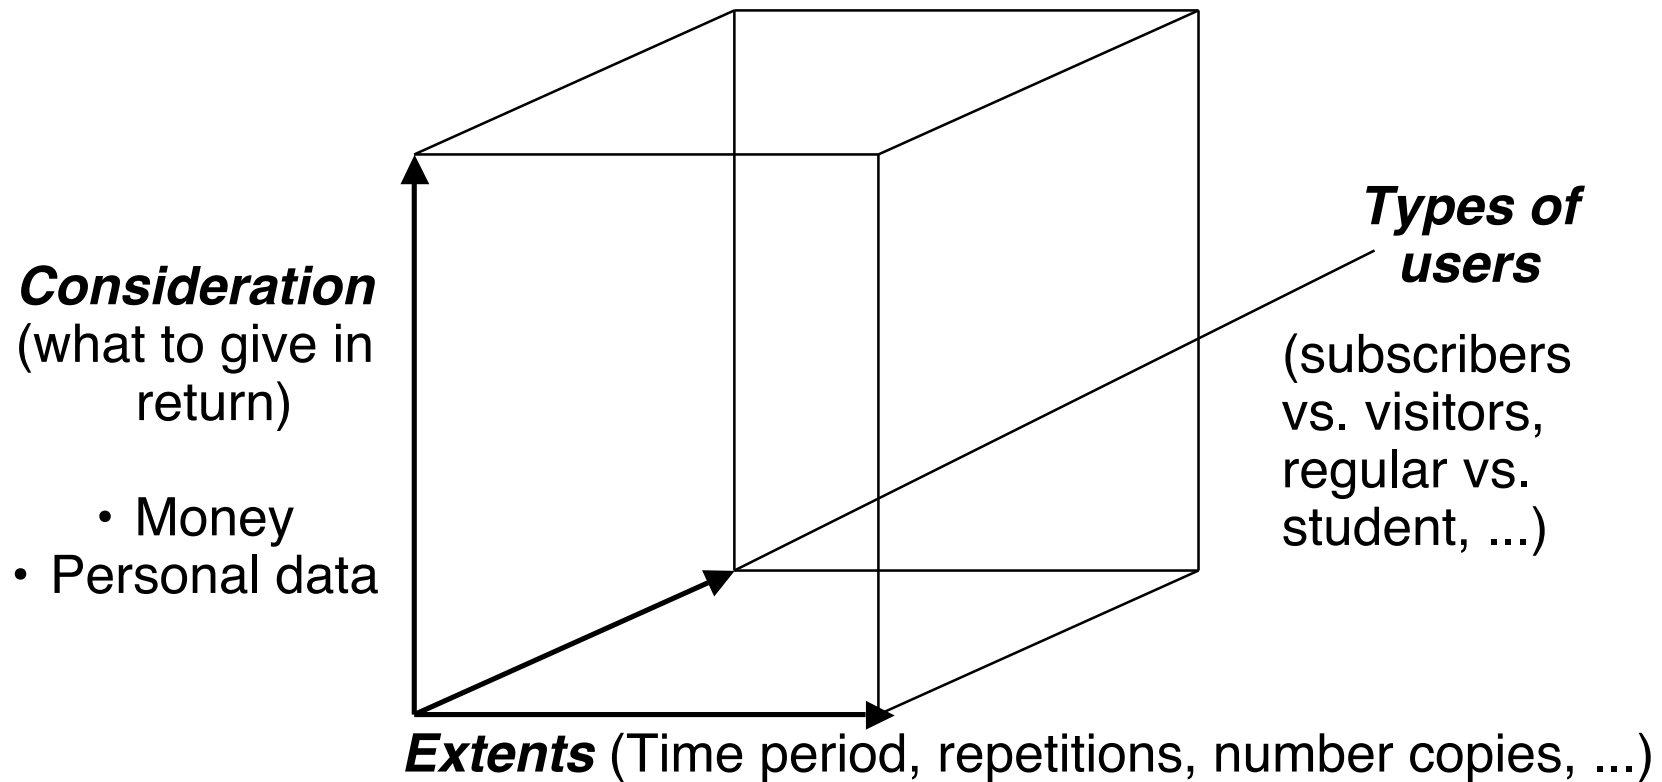 Consideration
(what to give in
return)
• Money
• Personal data
Types of
users
(subscribers
vs. visitors,
regular vs.
student, ...)
Extents (Time period, repetitions, number copies, ...)